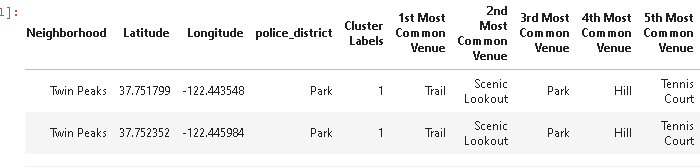 1]:
Neighborhood Latitude Longitude police_district Cluster Labels 1st Most Common Venue 2nd Most Common Venue 3rd Most Common Venue 4th Most Common Venue 5th Most Common Venue
Twin Peaks 37.751799 -122.443548 Park 1 Trail Scenic Lookout Park Hill Tennis Court
Twin Peaks 37.752352 -122.445984 Park 1 Trail Scenic Lookout Park Hill Tennis Court